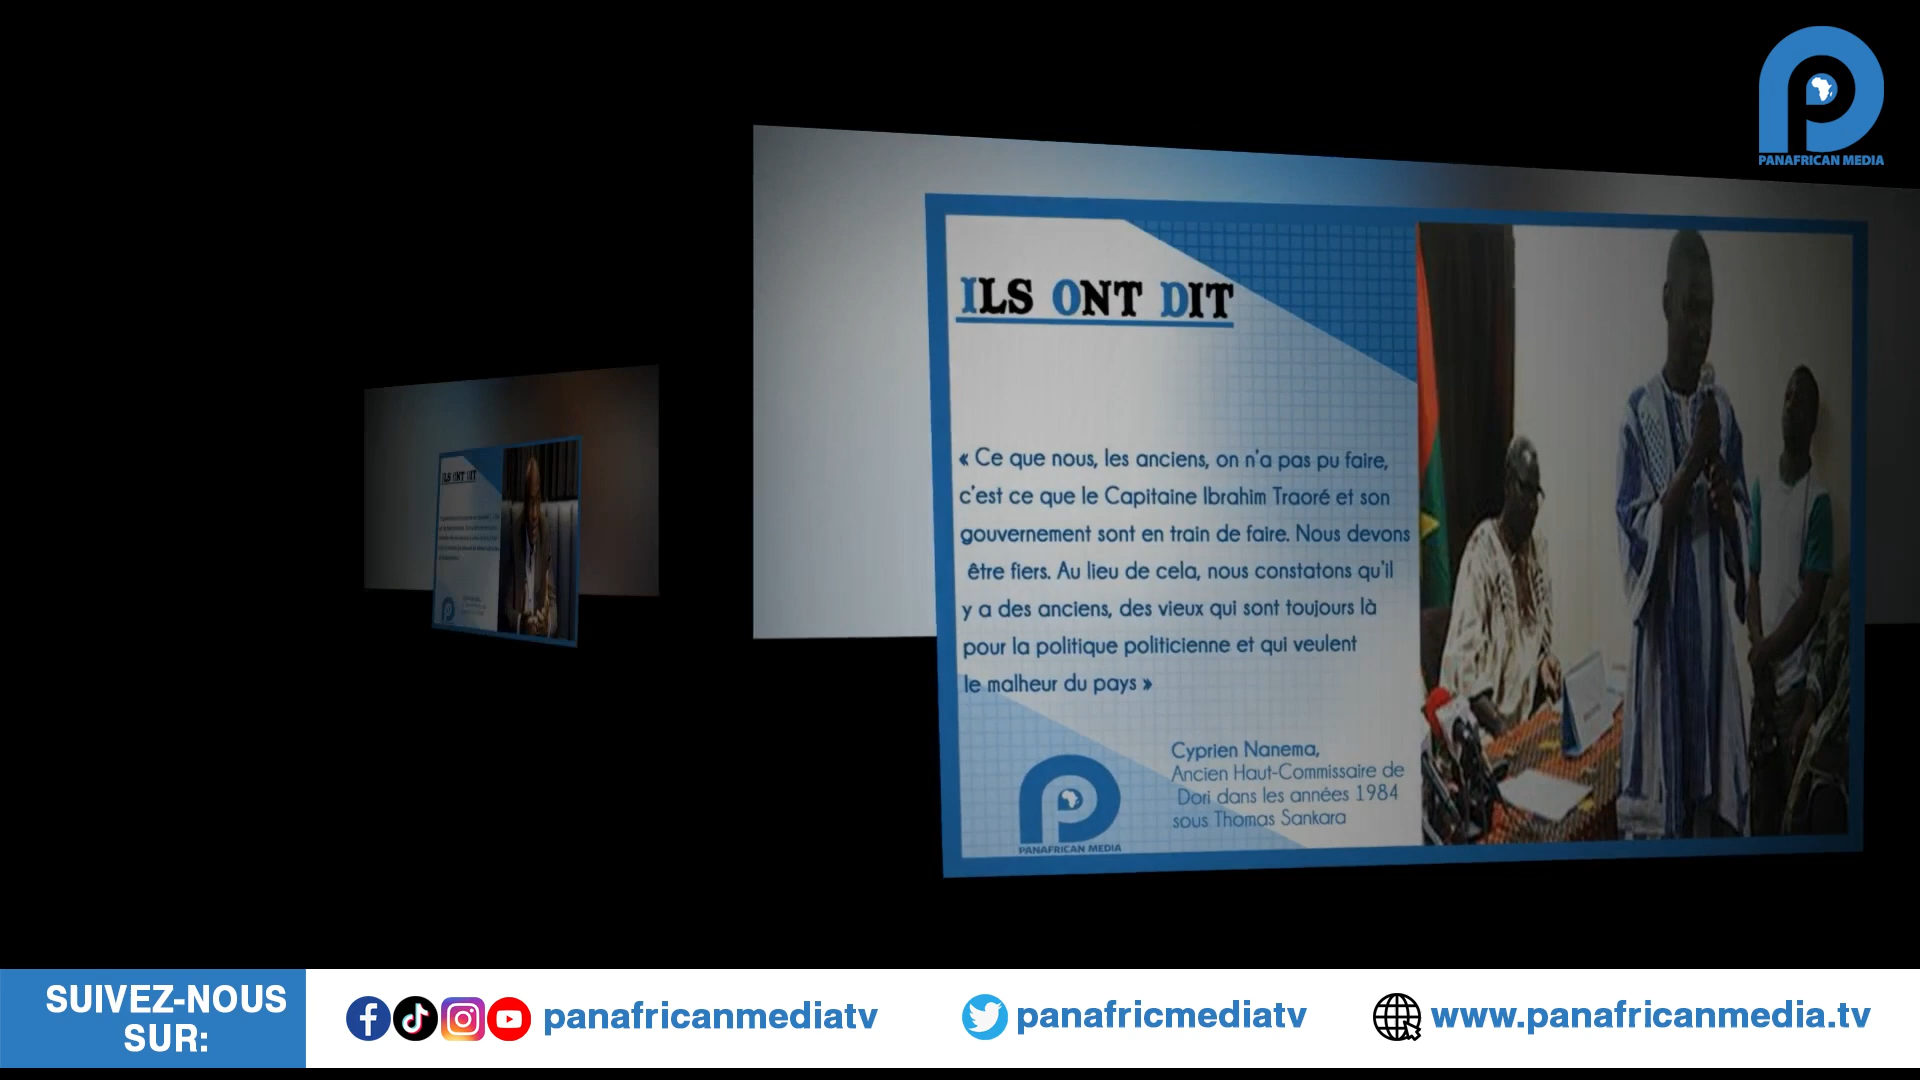 PANAFRICAN MEDIA
ILS ONT DIT
« Ce que nous, les anciens, on n'a pas pu faire,
c'est ce que le Capitaine Ibrahim Traoré et son
gouvernement sont en train de faire. Nous devons
être fiers. Au lieu de cela, nous constatons qu'il
y a des anciens, des vieux qui sont toujours là
pour la politique politicienne et qui veulent
le malheur du pays »
Cyprien Nanema,
Ancien Haut-Commissaire de
Dori dans les années 1984
sous Thomas Sankara
PANAFRICAN MEDIA
ILS ONT DIT
SUIVEZ-NOUS
SUR:
panafricanmediatv
panafricmediatv
www.panafricanmedia.tv